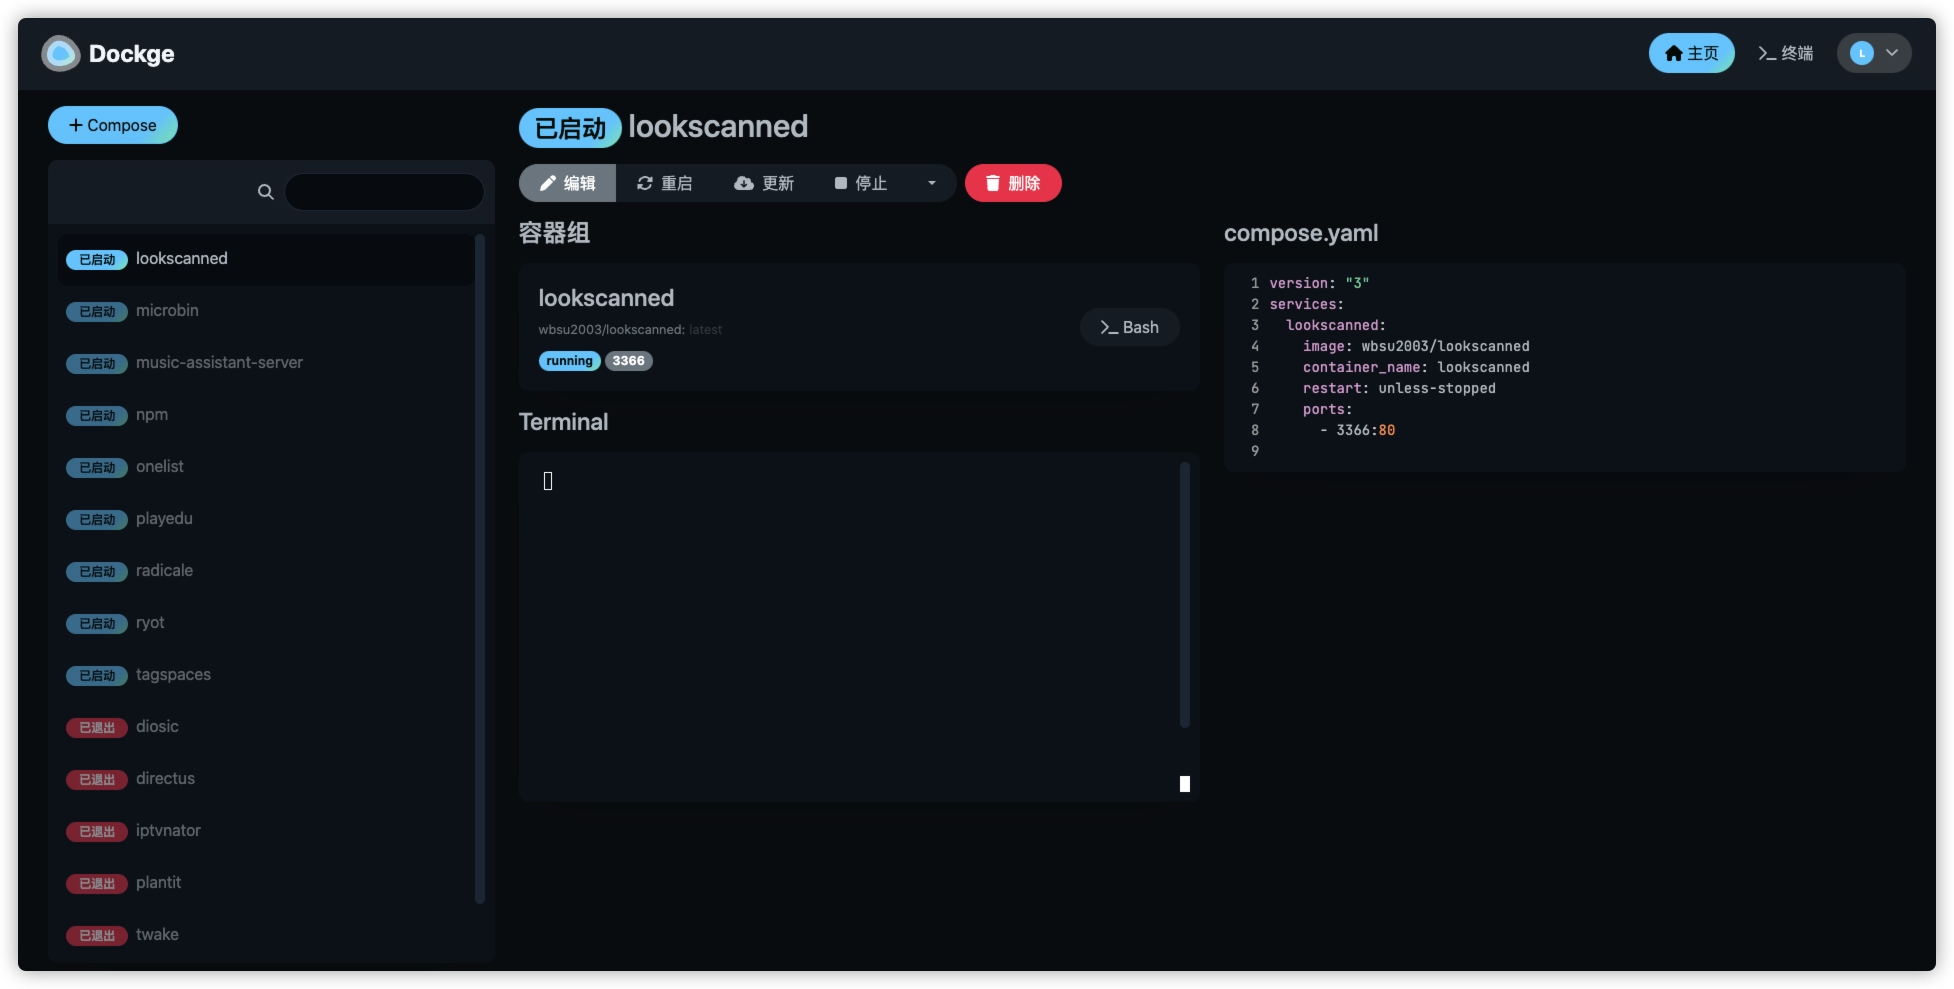 Dockge
主页
终端
L
Compose
已启动 lookscanned
已启动 microbin
已启动 music-assistant-server
已启动 npm
已启动 onelist
已启动 playedu
已启动 radicale
已启动 ryot
已启动 tagspaces
已退出 diosic
已退出 directus
已退出 iptvnator
已退出 plantit
已退出 twake
已启动 lookscanned
编辑 重启 更新 停止 删除
容器组
lookscanned
wbsu2003/lookscanned: latest
running 3366
Bash
Terminal
compose.yaml
1 version: "3"
2 services:
3   lookscanned:
4     image: wbsu2003/lookscanned
5     container_name: lookscanned
6     restart: unless-stopped
7     ports:
8       - 3366:80
9